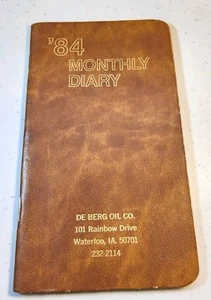 '84
MONTHLY
DIARY
DE BERG OIL CO.
101 Rainbow Drive
Waterloo, IA. 50701
232-2114